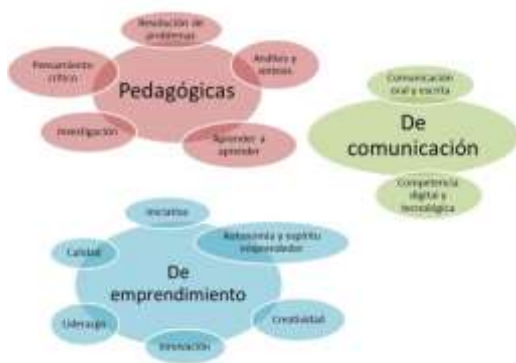 Resolución de
problemas
Pensamiento
crítico
Análisis y
síntesis
Pedagógicas
Investigación
Aprender a
aprender
Comunicación
oral y escrita
De
comunicación
Competencia
digital y
tecnológica
Iniciativa
Autonomía y espíritu
emprendedor
Calidad
De
emprendimiento
Liderazgo
Creatividad
Innovación